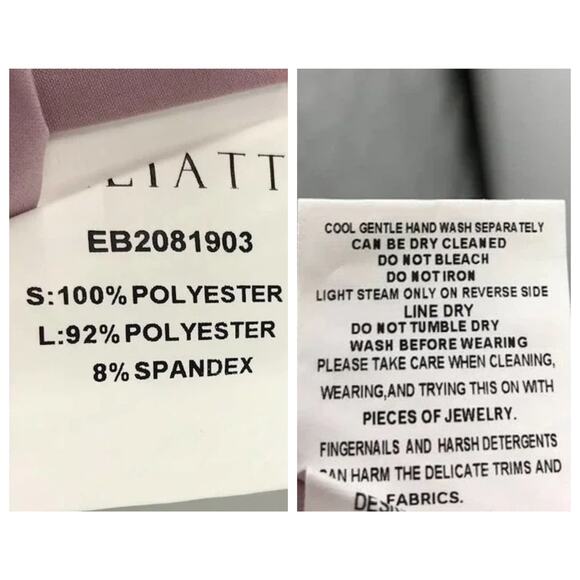 LIATT
EB2081903
S:100% POLYESTER
L:92% POLYESTER
8% SPANDEX
COOL GENTLE HAND WASH SEPARATELY
CAN BE DRY CLEANED
DO NOT BLEACH
DO NOT IRON
LIGHT STEAM ONLY ON REVERSE SIDE
LINE DRY
DO NOT TUMBLE DRY
WASH BEFORE WEARING
PLEASE TAKE CARE WHEN CLEANING,
WEARING,AND TRYING THIS ON WITH
PIECES OF JEWELRY.
FINGERNAILS AND HARSH DETERGENTS
CAN HARM THE DELICATE TRIMS AND
FABRICS.